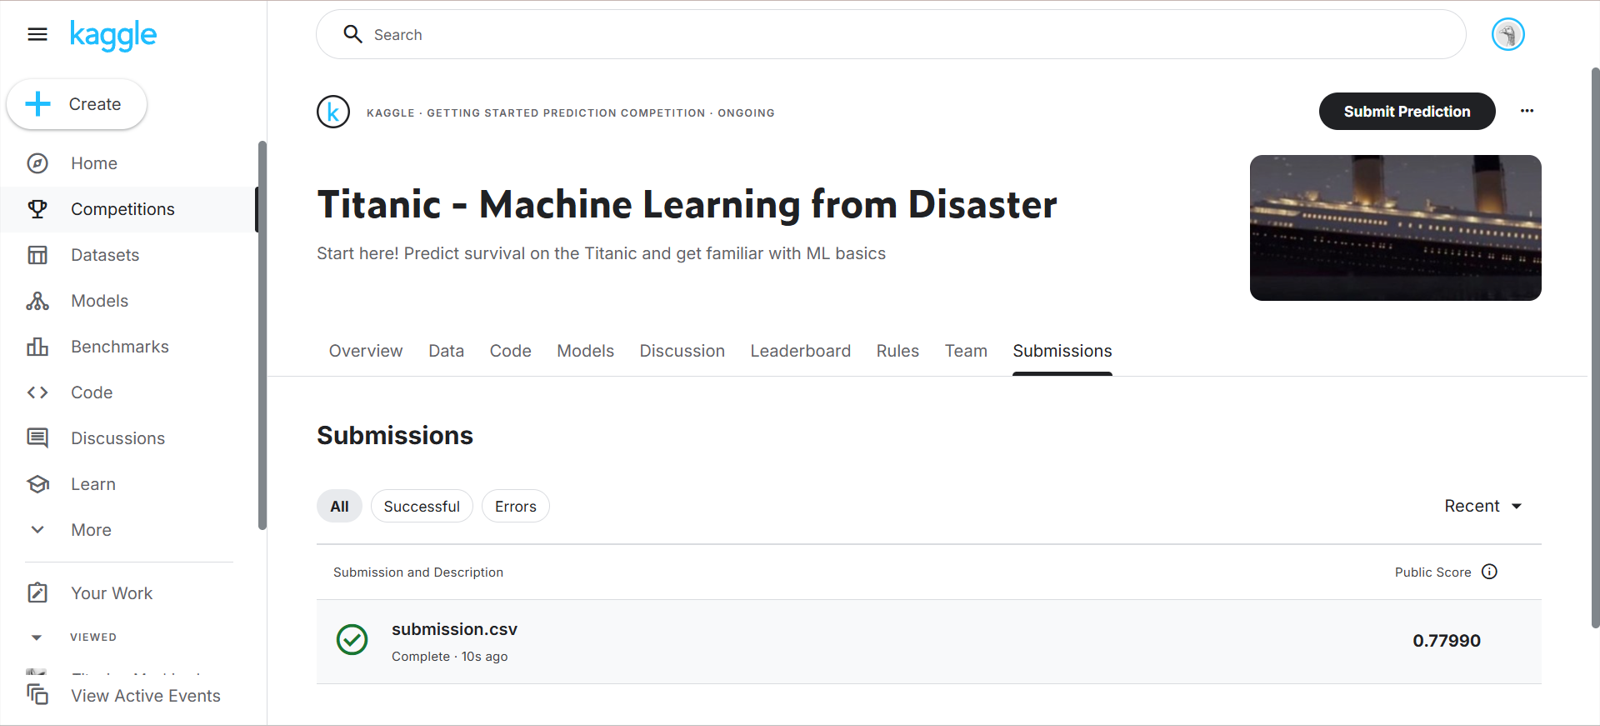 kaggle
Search
Create
Home
Competitions
Datasets
Models
Benchmarks
Code
Discussions
Learn
More
Your Work
VIEWED
View Active Events
k
KAGGLE · GETTING STARTED PREDICTION COMPETITION · ONGOING
Submit Prediction
Titanic - Machine Learning from Disaster
Start here! Predict survival on the Titanic and get familiar with ML basics
Overview Data Code Models Discussion Leaderboard Rules Team Submissions
Submissions
All Successful Errors
Recent
Submission and Description Public Score
submission.csv
Complete · 10s ago
0.77990